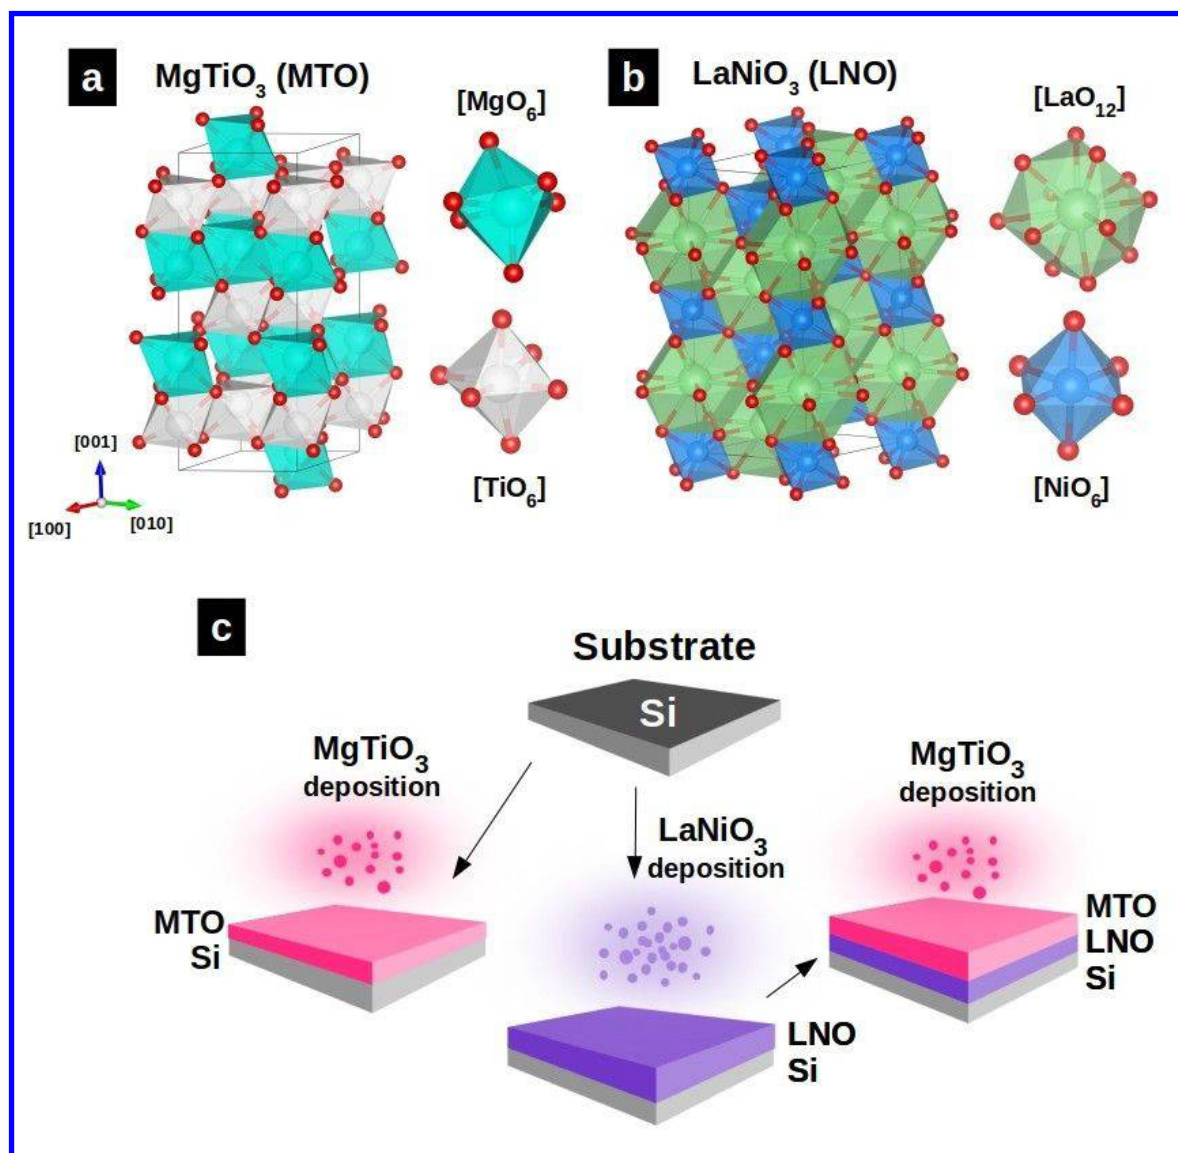 a
MgTiO₃ (MTO)
[MgO₆]
[TiO₆]
[001]
[100]
[010]
b
LaNiO₃ (LNO)
[LaO₁₂]
[NiO₆]
c
Substrate
Si
MgTiO₃
deposition
MTO
Si
LaNiO₃
deposition
LNO
Si
MgTiO₃
deposition
MTO
LNO
Si